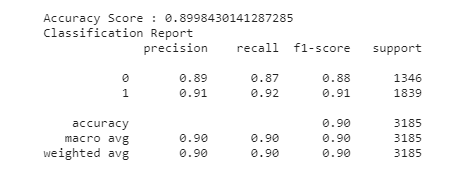 Accuracy Score : 0.8998430141287285
Classification Report
precision recall f1-score support
0 0.89 0.87 0.88 1346
1 0.91 0.92 0.91 1839
accuracy 0.90 3185
macro avg 0.90 0.90 0.90 3185
weighted avg 0.90 0.90 0.90 3185